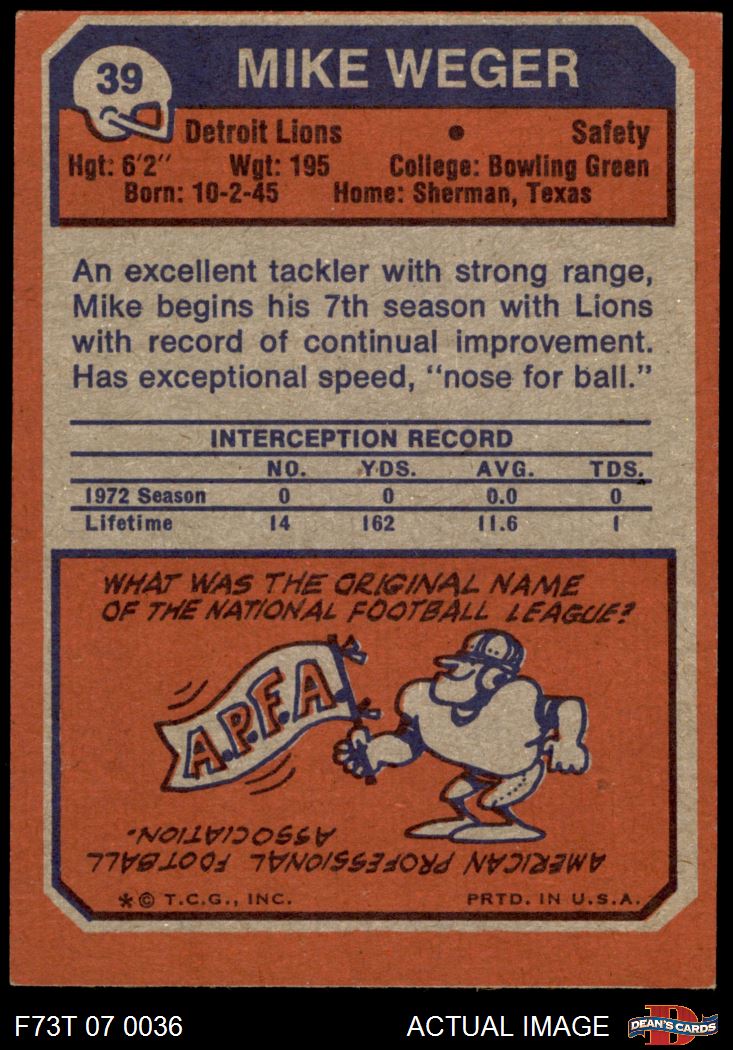 39
MIKE WEGER
Detroit Lions • Safety
Hgt: 6'2" Wgt: 195 College: Bowling Green
Born: 10-2-45 Home: Sherman, Texas
An excellent tackler with strong range,
Mike begins his 7th season with Lions
with record of continual improvement.
Has exceptional speed, "nose for ball."
INTERCEPTION RECORD
NO. YDS. AVG. TDS.
1972 Season 0 0 0.0 0
Lifetime 14 162 11.6 1
WHAT WAS THE ORIGINAL NAME
OF THE NATIONAL FOOTBALL LEAGUE?
A.P.F.A.
AMERICAN PROFESSIONAL FOOTBALL
ASSOCIATION.
*© T.C.G., INC. PRTD. IN U.S.A.
F73T 07 0036 ACTUAL IMAGE
D
DEAN'S CARDS